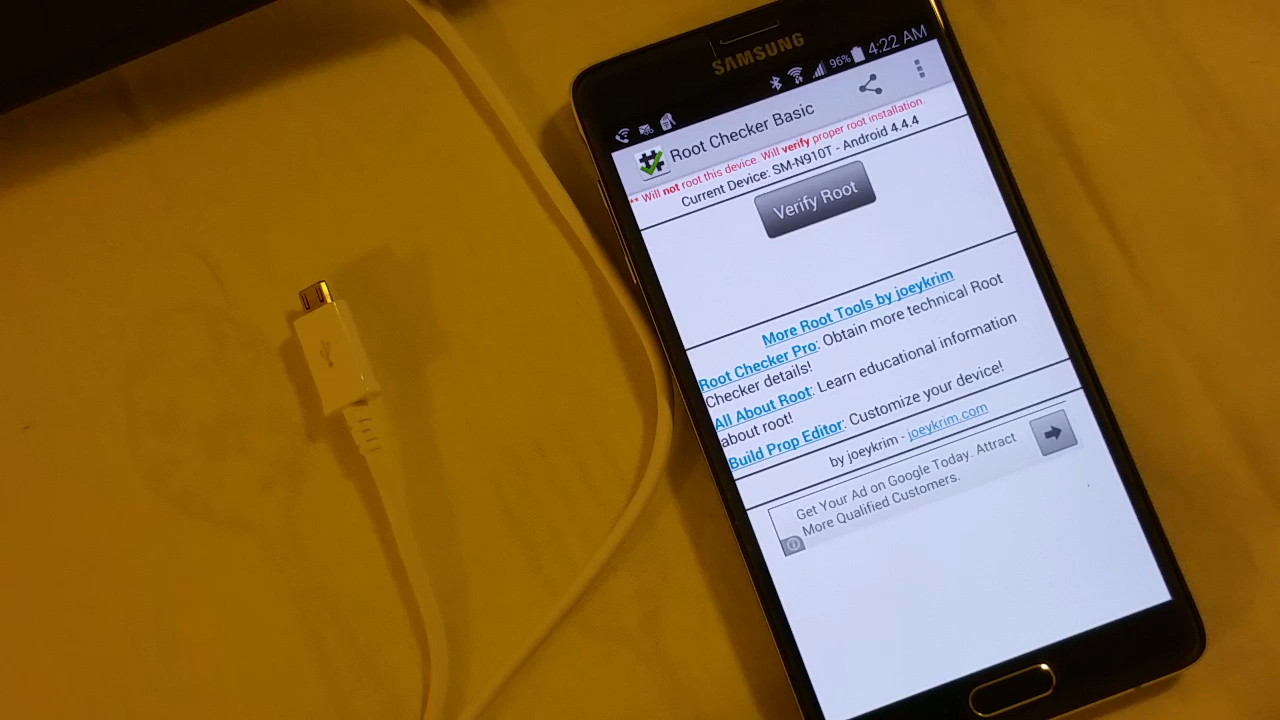 SAMSUNG
96% 4:22 AM
Root Checker Basic
** Will not root this device. Will verify proper root installation
Current Device: SM-N910T - Android 4.4.4
Verify Root
More Root Tools by joeykrim
Root Checker Pro: Obtain more technical Root
Checker details!
All About Root: Learn educational information
about root!
Build Prop Editor: Customize your device!
by joeykrim - joeykrim.com
Get Your Ad on Google Today. Attract
More Qualified Customers.